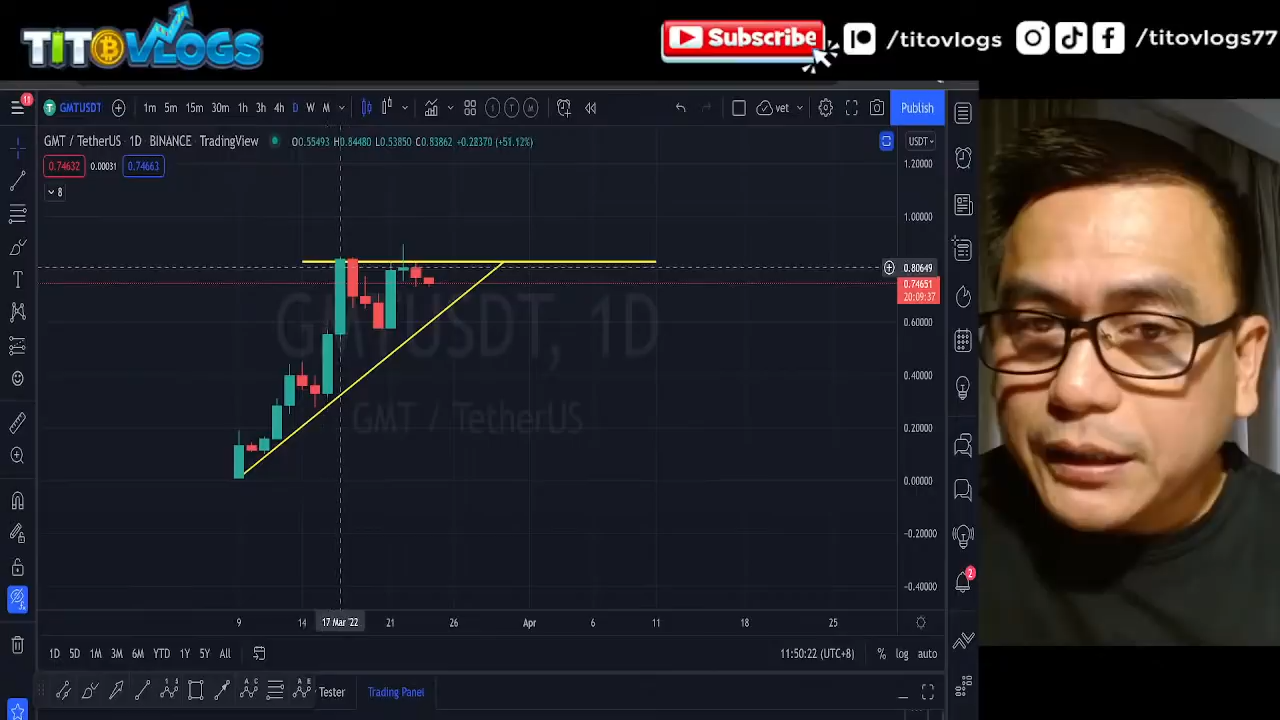 TITOVLOGS
Subscribe
/titovlogs
/titovlogs77
11
GMTUSDT
1m 5m 15m 30m 1h 3h 4h D W M
vet
Publish
GMT / TetherUS 1D BINANCE TradingView
O0.55493 H0.84480 L0.53850 C0.83862 +0.28370 (+51.12%)
USDT
0.74632
0.00031
0.74663
8
1.20000
1.00000
0.80649
0.74651
20:09:37
0.60000
0.40000
0.20000
0.00000
−0.20000
−0.40000
GMTUSDT, 1D
GMT / TetherUS
9 14 17 Mar '22 21 26 Apr 6 11 18 25
1D 5D 1M 3M 6M YTD 1Y 5Y All
11:50:22 (UTC+8)
% log auto
2
Tester
Trading Panel